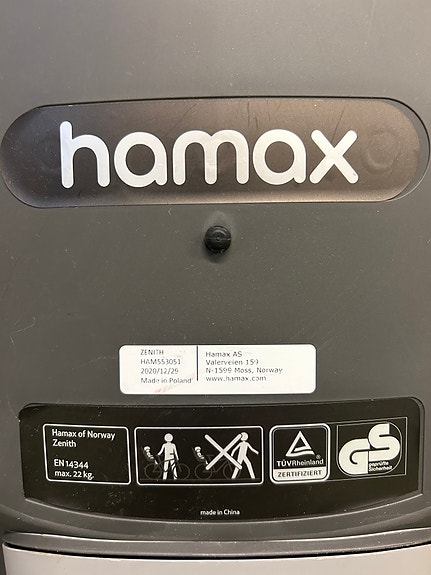 hamax
ZENITH
HAM553051
2020/12/29
Made in Poland
Hamax AS
Valerveien 159
N-1599 Moss, Norway
www.hamax.com
Hamax of Norway
Zenith
EN 14344
max. 22 kg.
TÜVRheinland
ZERTIFIZIERT
GS
geprüfte
Sicherheit
made in China